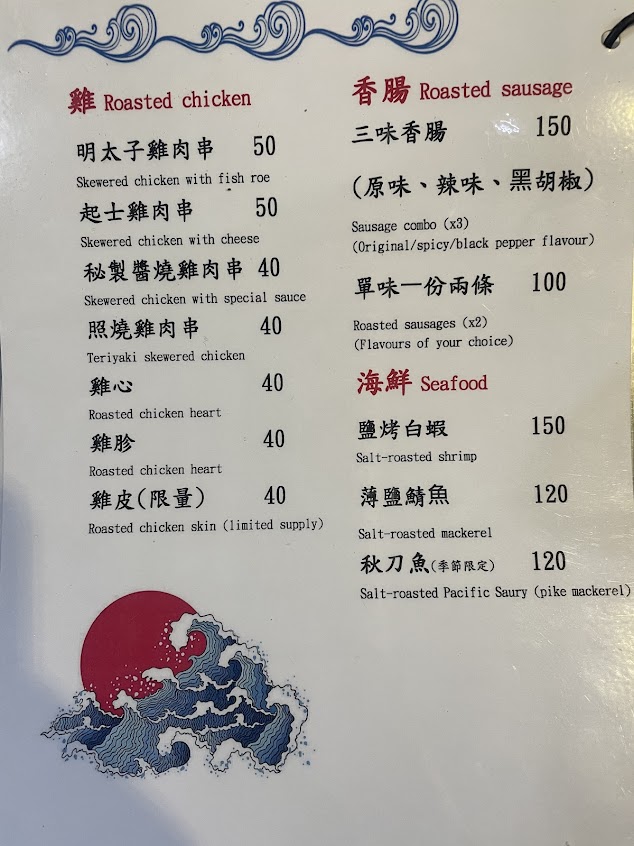 雞 Roasted chicken
明太子雞肉串 50
Skewered chicken with fish roe
起士雞肉串 50
Skewered chicken with cheese
秘製醬燒雞肉串 40
Skewered chicken with special sauce
照燒雞肉串 40
Teriyaki skewered chicken
雞心 40
Roasted chicken heart
雞胗 40
Roasted chicken heart
雞皮(限量) 40
Roasted chicken skin (limited supply)
香腸 Roasted sausage
三味香腸 150
(原味、辣味、黑胡椒)
Sausage combo (x3)
(Original/spicy/black pepper flavour)
單味一份兩條 100
Roasted sausages (x2)
(Flavours of your choice)
海鮮 Seafood
鹽烤白蝦 150
Salt-roasted shrimp
薄鹽鯖魚 120
Salt-roasted mackerel
秋刀魚(季節限定) 120
Salt-roasted Pacific Saury (pike mackerel)